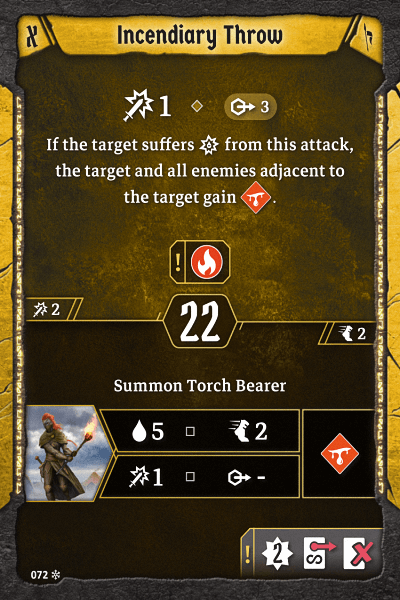 Incendiary Throw
1 3
If the target suffers from this attack,
the target and all enemies adjacent to
the target gain .
!
2
22
2
Summon Torch Bearer
5 2
1 -
! 2
072